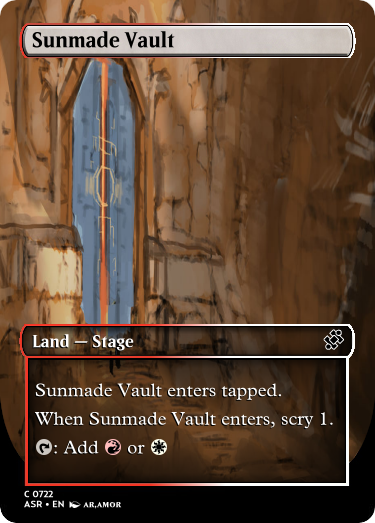 Sunmade Vault
Land — Stage
Sunmade Vault enters tapped.
When Sunmade Vault enters, scry 1.
: Add or
C 0722
ASR • EN AR.AMOR